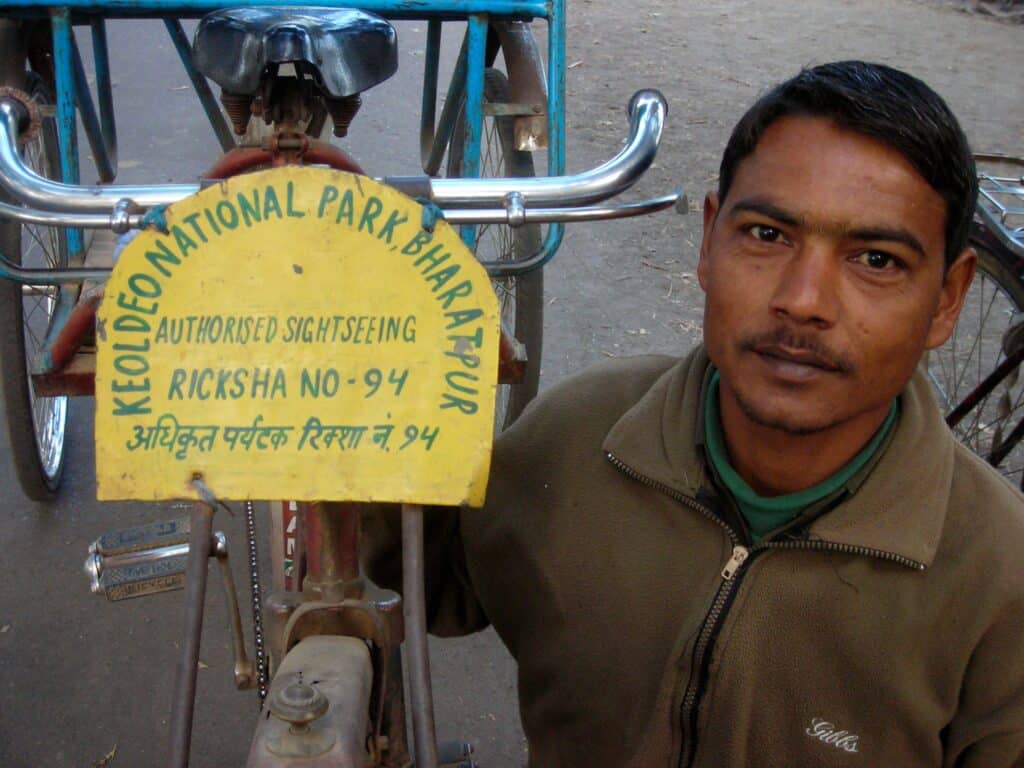 KEOLDEO NATIONAL PARK, BHARATPUR
AUTHORISED SIGHTSEEING
RICKSHA NO-94
अधिकृत पर्यटक रिक्शा नं. 94
Gibbs